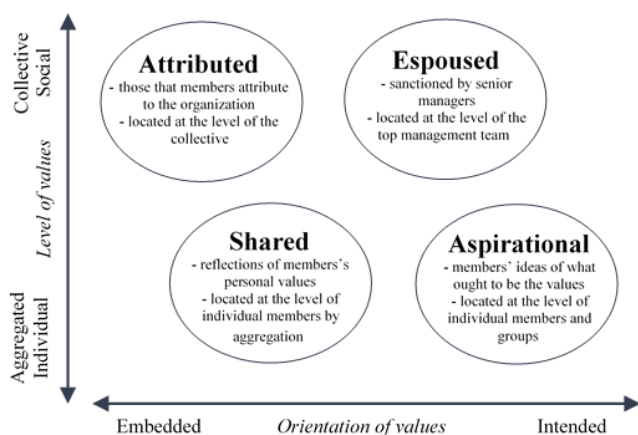 Collective
Social
Level of values
Aggregated
Individual
Attributed
- those that members attribute
to the organization
- located at the level of the
collective
Espoused
- sanctioned by senior
managers
- located at the level of the
top management team
Shared
- reflections of members's
personal values
- located at the level of
individual members by
aggregation
Aspirational
- members' ideas of what
ought to be the values
- located at the level of
individual members and
groups
Embedded
Orientation of values
Intended